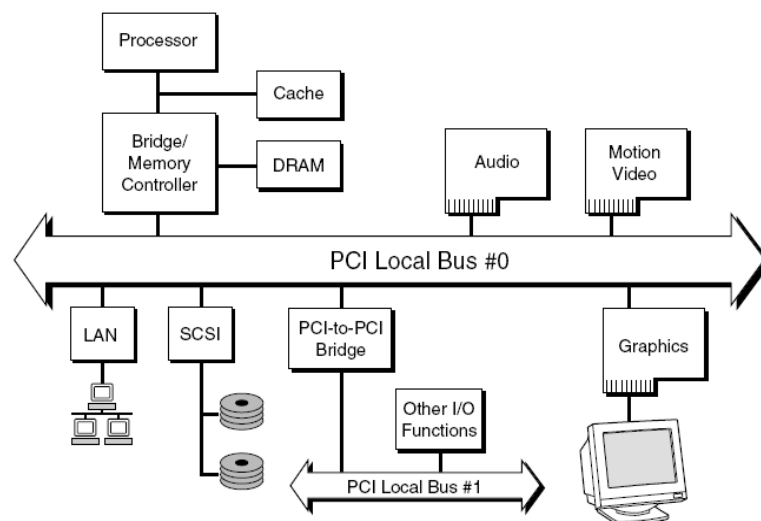 Processor
Cache
Bridge/
Memory
Controller
DRAM
Audio
Motion
Video
PCI Local Bus #0
LAN
SCSI
PCI-to-PCI
Bridge
Graphics
Other I/O
Functions
PCI Local Bus #1